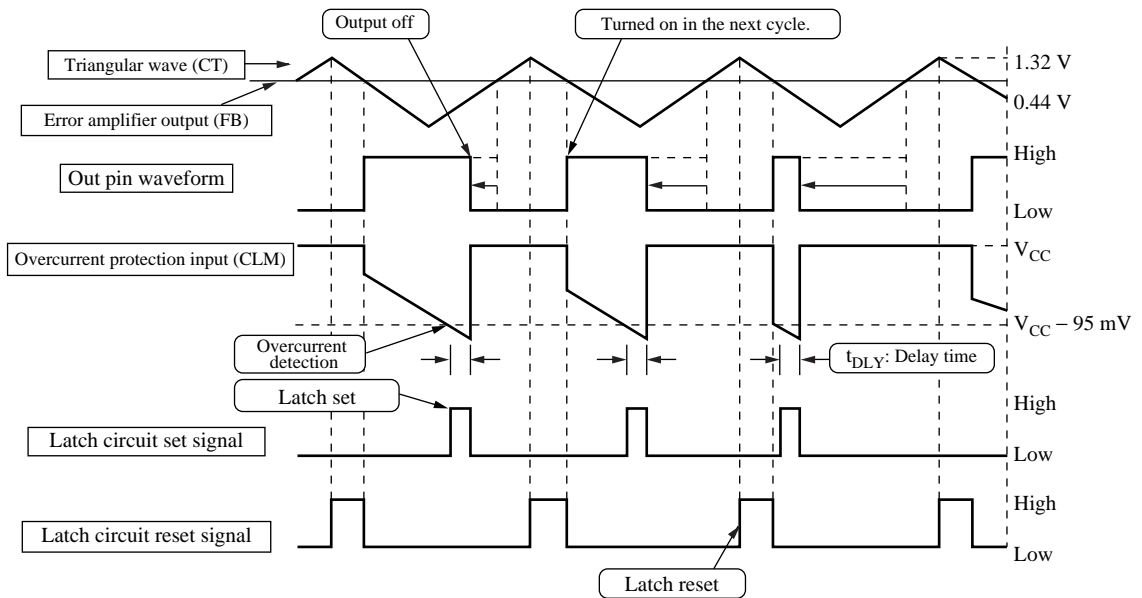 Output off
Turned on in the next cycle.
Triangular wave (CT)
1.32 V
Error amplifier output (FB)
0.44 V
High
Out pin waveform
Low
Overcurrent protection input (CLM)
VCC
VCC – 95 mV
Overcurrent
detection
tDLY: Delay time
Latch set
High
Latch circuit set signal
Low
High
Latch circuit reset signal
Low
Latch reset